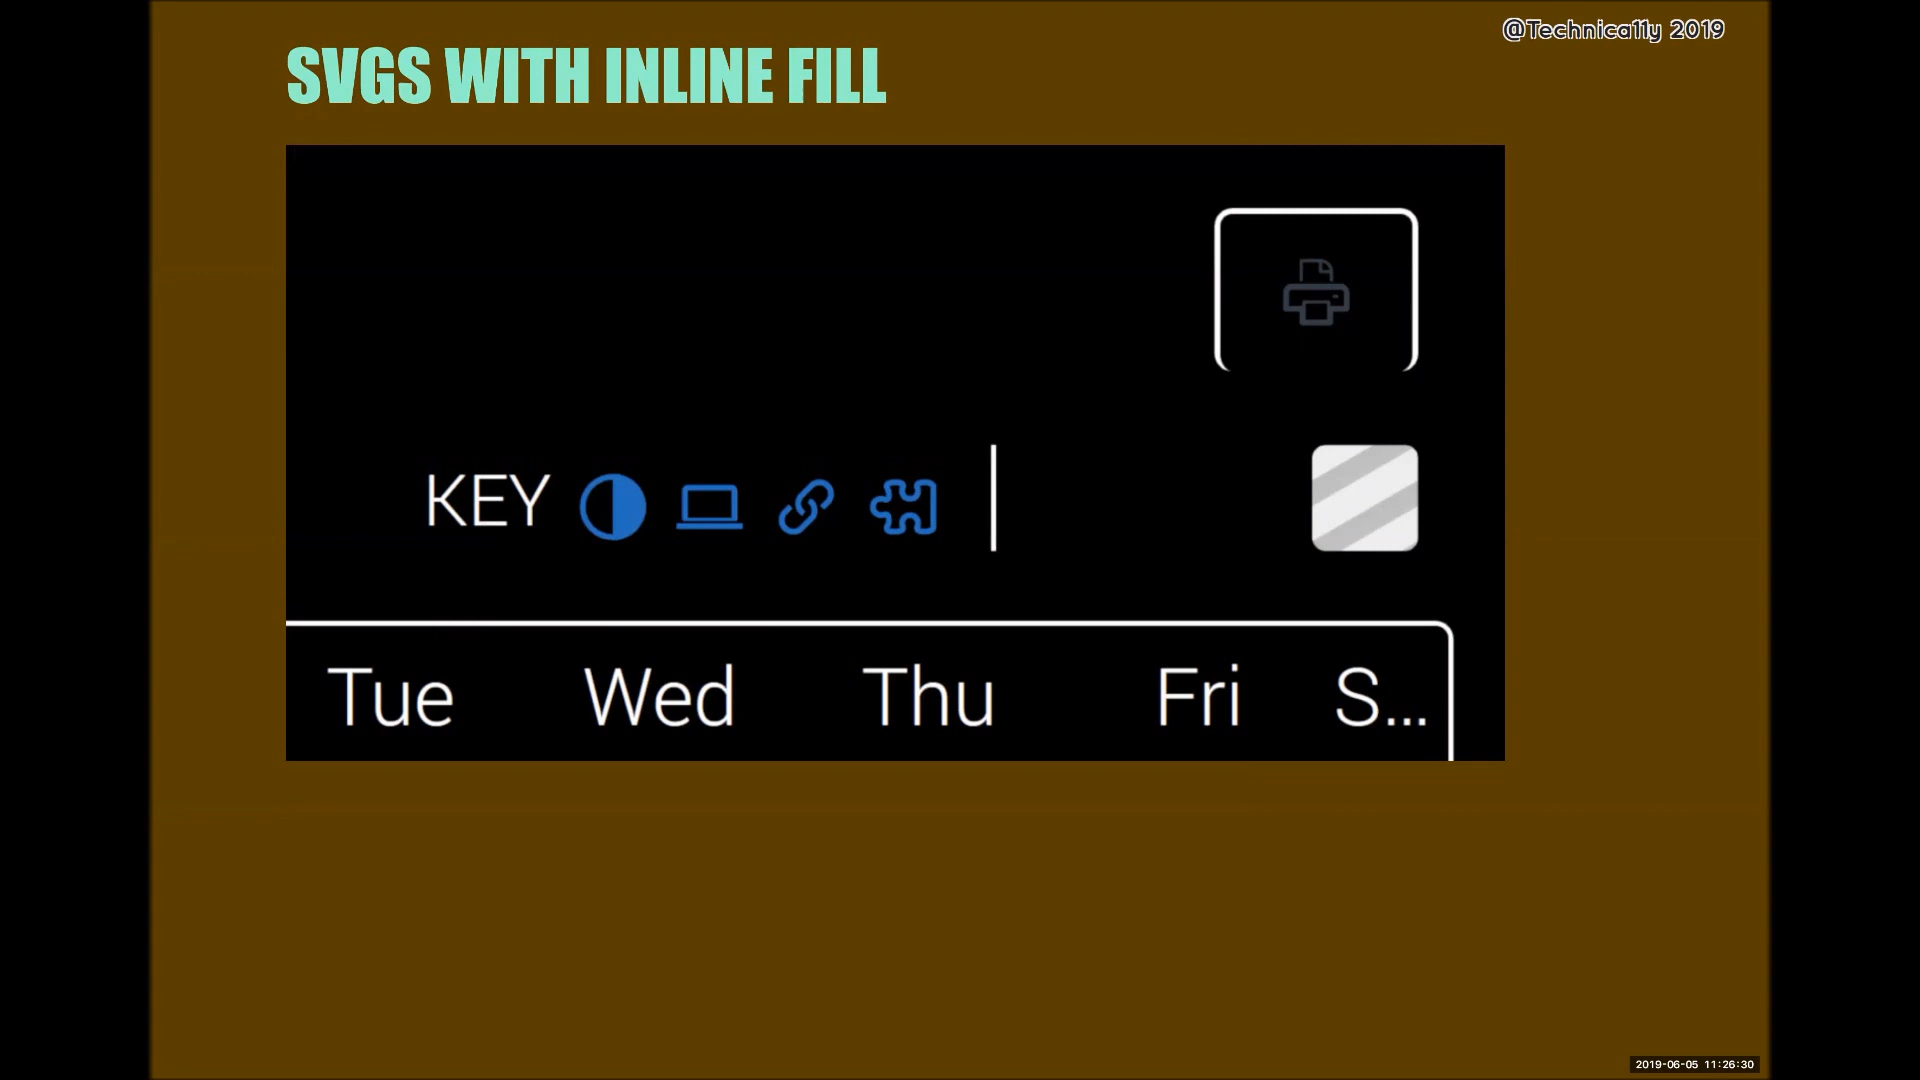 @Technica11y 2019
SVGS WITH INLINE FILL
KEY
Tue Wed Thu Fri S...
2019-06-05 11:26:30